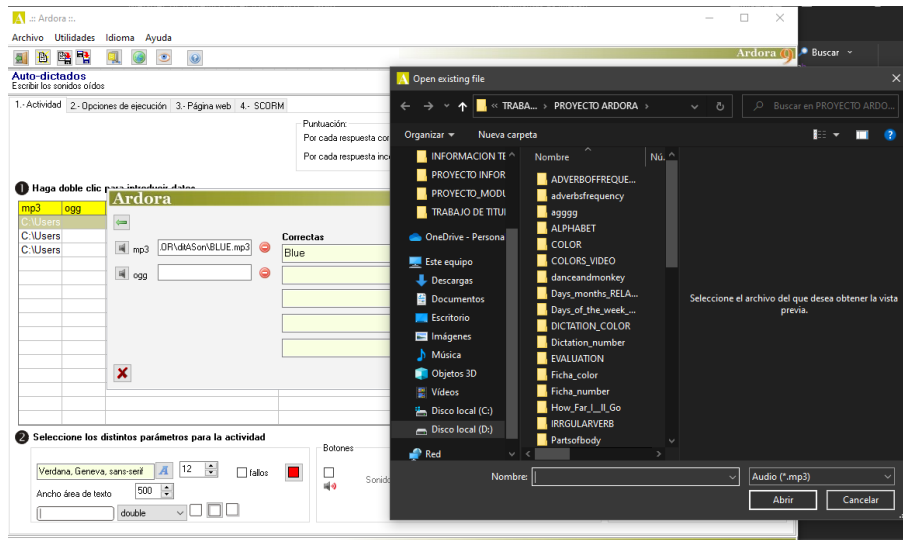 .:: Ardora ::.
Archivo Utilidades Idioma Ayuda
Ardora 9
Buscar
Auto-dictados
Escribir los sonidos oídos
1.- Actividad 2.- Opciones de ejecución 3.- Página web 4.- SCORM
Puntuación:
Por cada respuesta cor
Por cada respuesta inc
1 Haga doble clic para introducir datos
mp3 ogg
C:\Users
C:\Users
C:\Users
Ardora
mp3 .OR\ditASon\BLUE.mp3
ogg
Correctas
Blue
2 Seleccione los distintos parámetros para la actividad
Verdana, Geneva, sans-serif A 12 fallos
Ancho área de texto 500
double
Botones
Sonido
Open existing file
« TRABA... › PROYECTO ARDORA ›
Buscar en PROYECTO ARDO...
Organizar Nueva carpeta
INFORMACION TE
PROYECTO INFOR
PROYECTO_MODU
TRABAJO DE TITUI
OneDrive - Persona
Este equipo
Descargas
Documentos
Escritorio
Imágenes
Música
Objetos 3D
Vídeos
Disco local (C:)
Disco local (D:)
Red
Nombre Nú.
ADVERBOFFREQUE...
adverbsfrequency
agggg
ALPHABET
COLOR
COLORS_VIDEO
danceandmonkey
Days_months_RELA...
Days_of_the_week_...
DICTATION_COLOR
Dictation_number
EVALUATION
Ficha_color
Ficha_number
How_Far_I__ll_Go
IRRGULARVERB
Partsofbody
Seleccione el archivo del que desea obtener la vista
previa.
Nombre:
Audio (*.mp3)
Abrir Cancelar